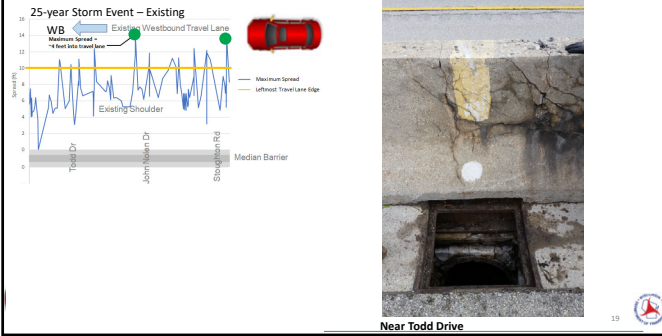 25-year Storm Event – Existing
WB
Existing Westbound Travel Lane
Maximum Spread =
~4 feet into travel lane
Spread (ft)
16
14
12
10
8
6
4
2
0
0
Existing Shoulder
Maximum Spread
Leftmost Travel Lane Edge
Todd Dr
John Nolan Dr
Stoughton Rd
Median Barrier
Near Todd Drive
19